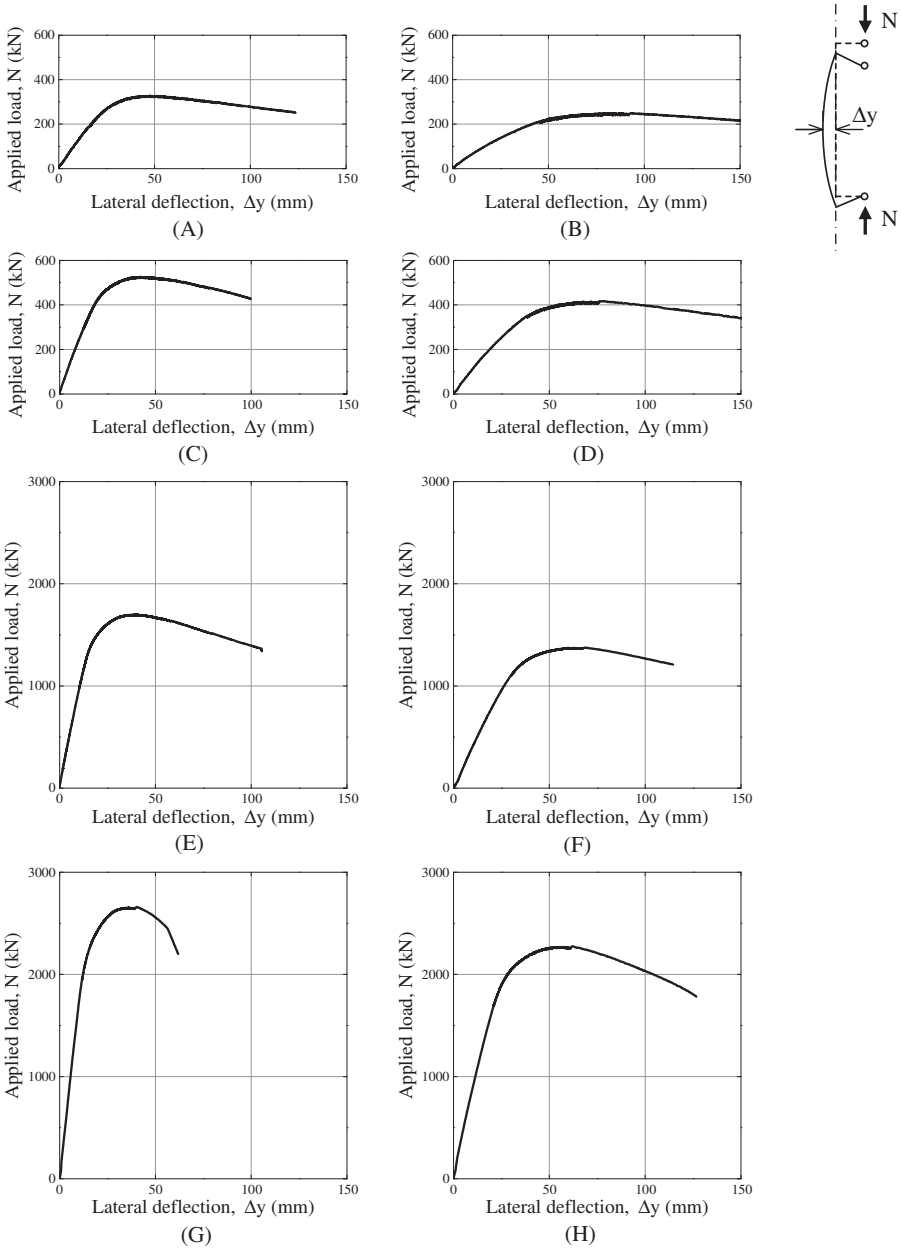 Applied load, N (kN)
600
400
200
0
0 50 100 150
Lateral deflection, Δy (mm)
(A)
Applied load, N (kN)
600
400
200
0
0 50 100 150
Lateral deflection, Δy (mm)
(B)
N
Δy
N
Applied load, N (kN)
600
400
200
0
0 50 100 150
Lateral deflection, Δy (mm)
(C)
Applied load, N (kN)
600
400
200
0
0 50 100 150
Lateral deflection, Δy (mm)
(D)
Applied load, N (kN)
3000
2000
1000
0
0 50 100 150
Lateral deflection, Δy (mm)
(E)
Applied load, N (kN)
3000
2000
1000
0
0 50 100 150
Lateral deflection, Δy (mm)
(F)
Applied load, N (kN)
3000
2000
1000
0
0 50 100 150
Lateral deflection, Δy (mm)
(G)
Applied load, N (kN)
3000
2000
1000
0
0 50 100 150
Lateral deflection, Δy (mm)
(H)